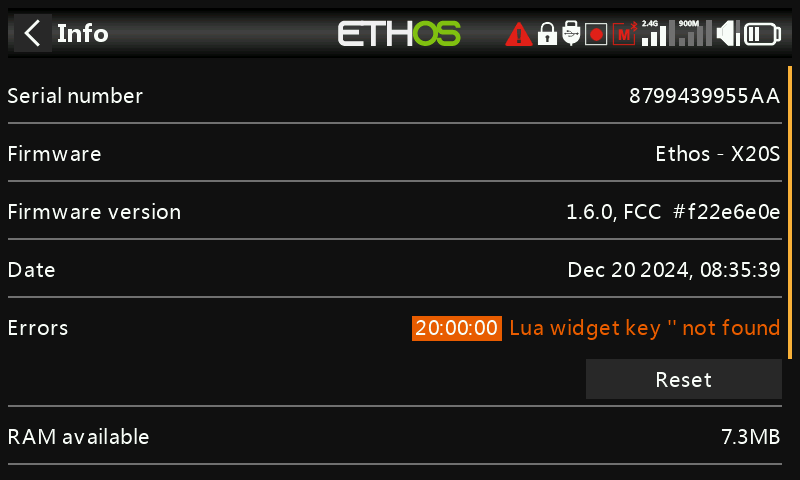 Info
ETHOS
M
2.4G
900M
Serial number 8799439955AA
Firmware Ethos - X20S
Firmware version 1.6.0, FCC #f22e6e0e
Date Dec 20 2024, 08:35:39
Errors 20:00:00 Lua widget key '' not found
Reset
RAM available 7.3MB